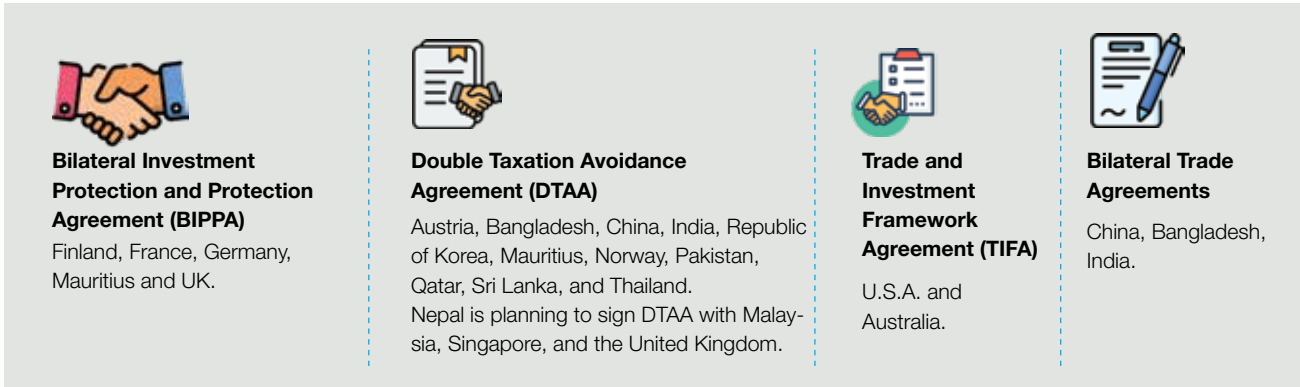 Bilateral Investment
Protection and Protection
Agreement (BIPPA)
Finland, France, Germany,
Mauritius and UK.
Double Taxation Avoidance
Agreement (DTAA)
Austria, Bangladesh, China, India, Republic
of Korea, Mauritius, Norway, Pakistan,
Qatar, Sri Lanka, and Thailand.
Nepal is planning to sign DTAA with Malay-
sia, Singapore, and the United Kingdom.
Trade and
Investment
Framework
Agreement (TIFA)
U.S.A. and
Australia.
Bilateral Trade
Agreements
China, Bangladesh,
India.